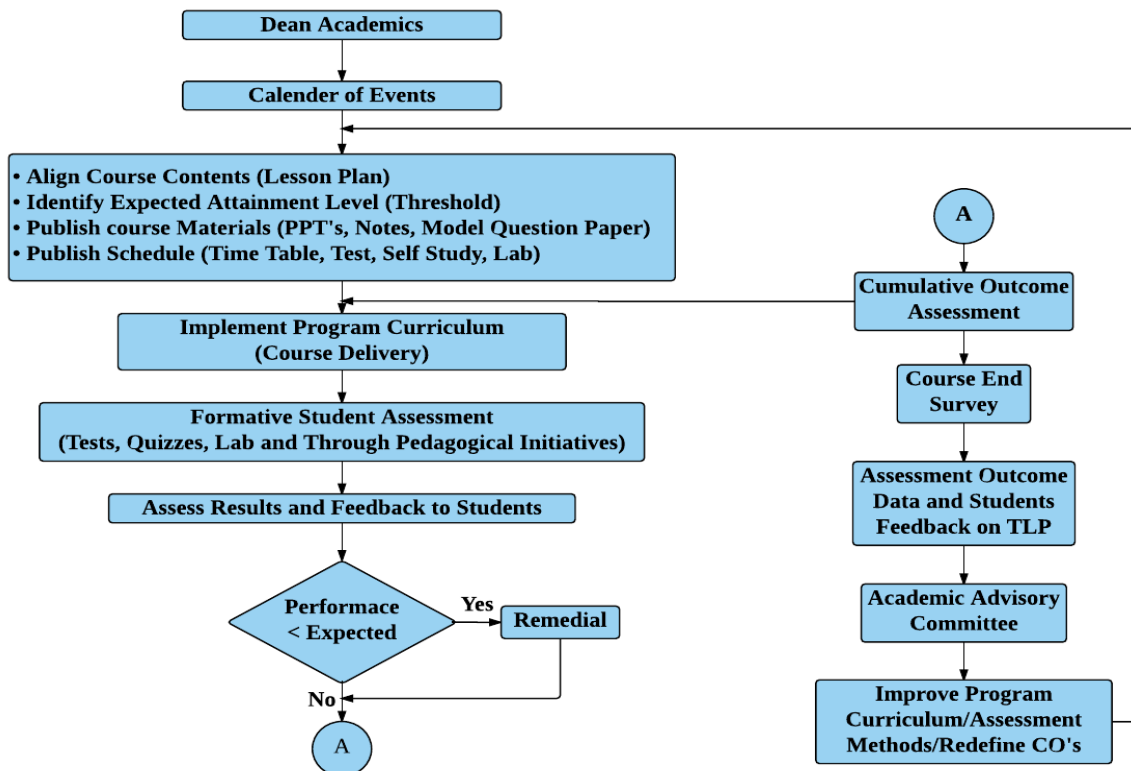 Dean Academics
Calender of Events
• Align Course Contents (Lesson Plan)
• Identify Expected Attainment Level (Threshold)
• Publish course Materials (PPT's, Notes, Model Question Paper)
• Publish Schedule (Time Table, Test, Self Study, Lab)
Implement Program Curriculum
(Course Delivery)
Formative Student Assessment
(Tests, Quizzes, Lab and Through Pedagogical Initiatives)
Assess Results and Feedback to Students
Performace
< Expected
Yes
Remedial
No
A
A
Cumulative Outcome
Assessment
Course End
Survey
Assessment Outcome
Data and Students
Feedback on TLP
Academic Advisory
Committee
Improve Program
Curriculum/Assessment
Methods/Redefine CO's